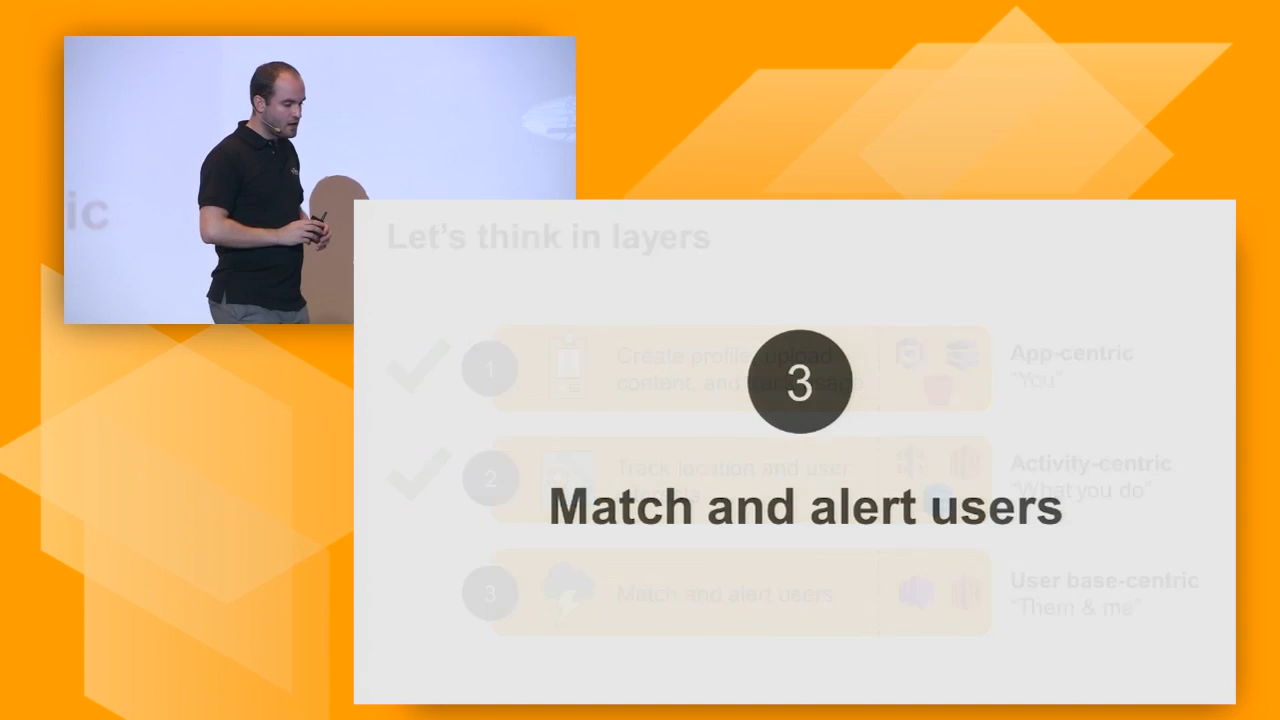 ic
Let's think in layers
1
Create profile, upload
content, and
App-centric
"You"
3
2
Track location and user
Activity-centric
"What you do"
Match and alert users
3
Match and alert users
User base-centric
"Them & me"